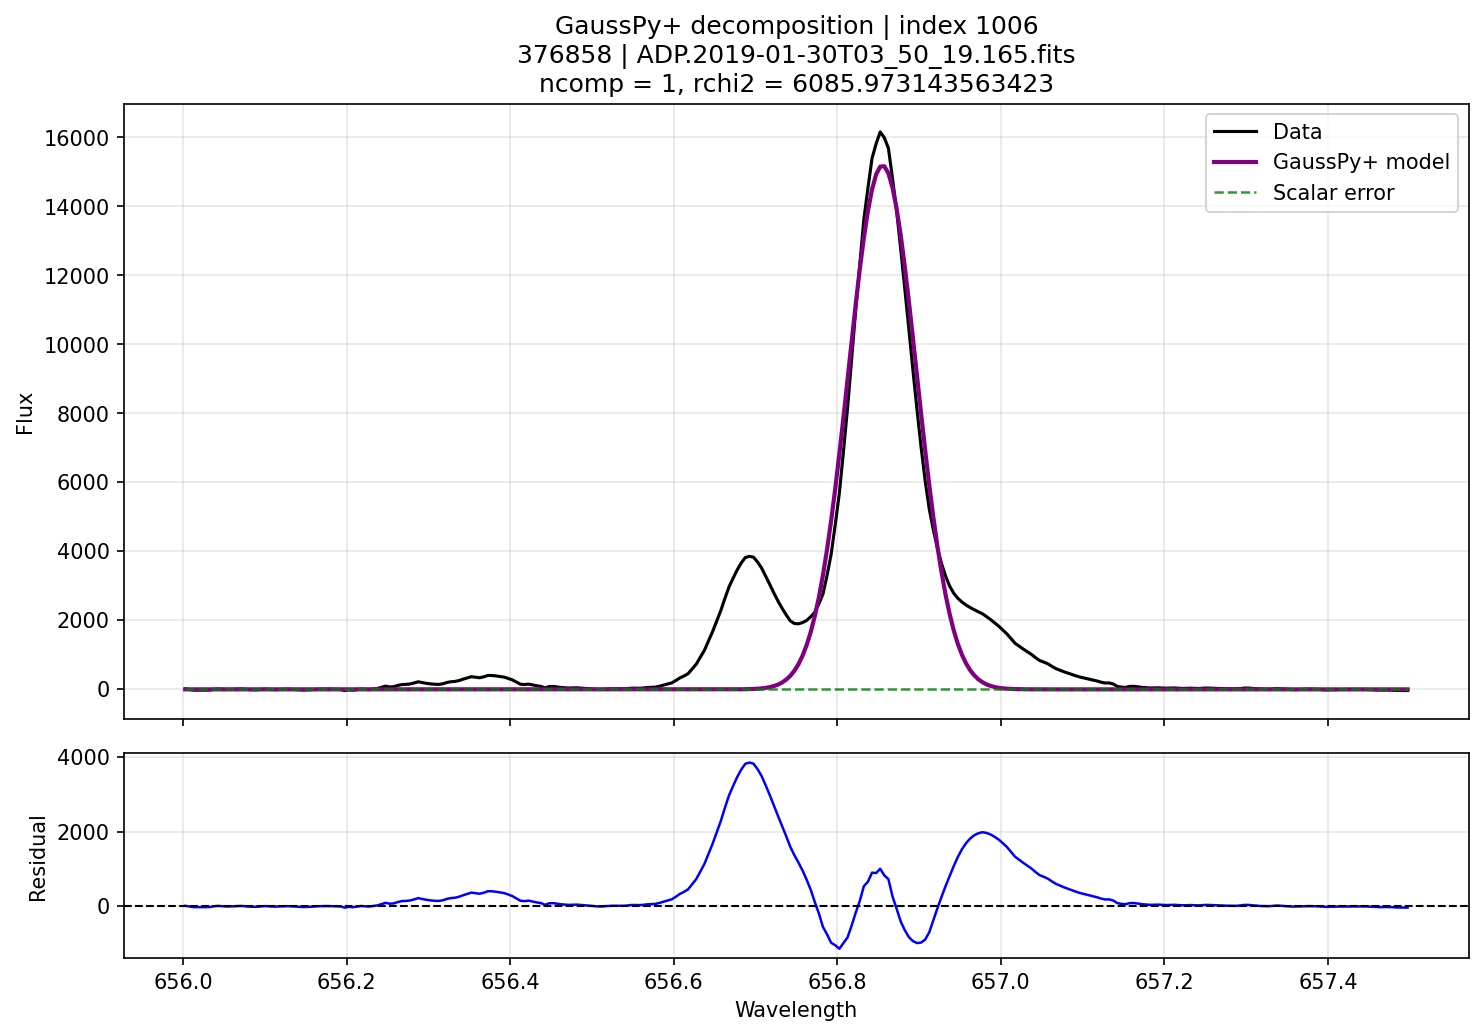 GaussPy+ decomposition | index 1006
376858 | ADP.2019-01-30T03_50_19.165.fits
ncomp = 1, rchi2 = 6085.973143563423
Data
GaussPy+ model
Scalar error
16000
14000
12000
10000
8000
6000
4000
2000
0
Flux
4000
2000
0
Residual
656.0
656.2
656.4
656.6
656.8
657.0
657.2
657.4
Wavelength